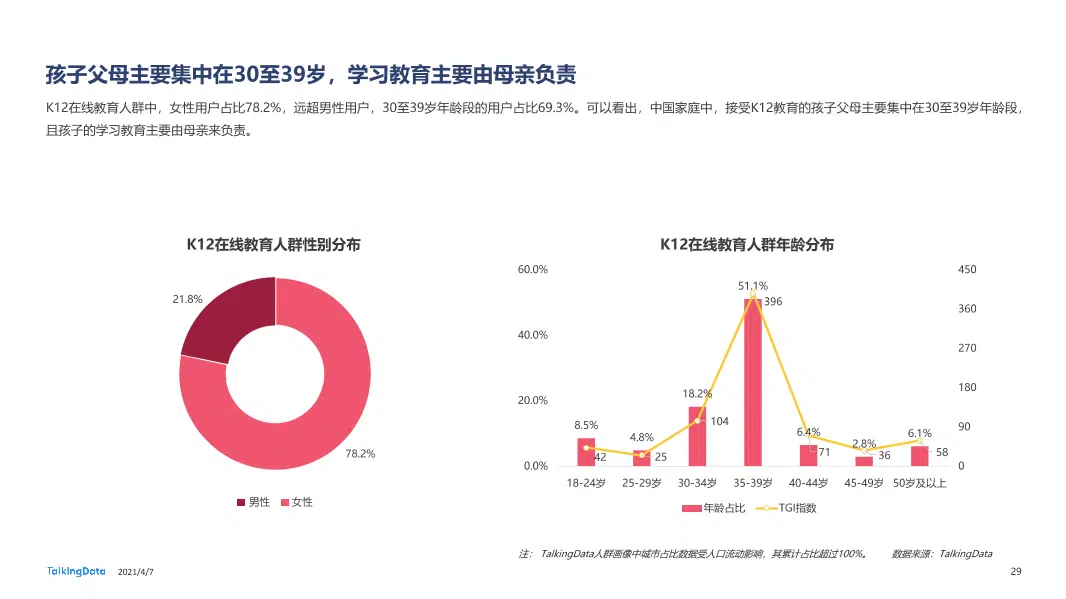 孩子父母主要集中在30至39岁，学习教育主要由母亲负责
K12在线教育人群中，女性用户占比78.2%，远超男性用户，30至39岁年龄段的用户占比69.3%。可以看出，中国家庭中，接受K12教育的孩子父母主要集中在30至39岁年龄段，
且孩子的学习教育主要由母亲来负责。
K12在线教育人群性别分布
21.8%
78.2%
男性 女性
K12在线教育人群年龄分布
60.0%
40.0%
20.0%
0.0%
450
360
270
180
90
0
8.5%
4.8%
18.2%
51.1%
6.4%
2.8%
6.1%
42
25
104
396
71
36
58
18-24岁 25-29岁 30-34岁 35-39岁 40-44岁 45-49岁 50岁及以上
年龄占比 TGI指数
注： TalkingData人群画像中城市占比数据受人口流动影响，其累计占比超过100%。 数据来源：TalkingData
TalkingData 2021/4/7
29